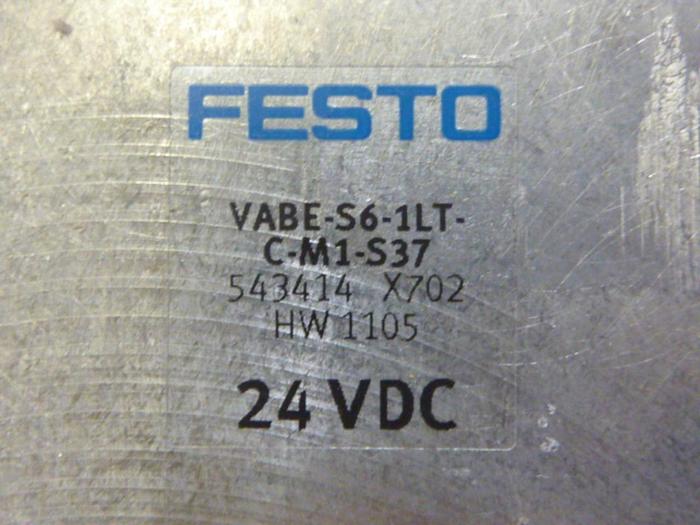 FESTO
VABE-S6-1LT-
C-M1-S37
543414 X702
HW 1105
24 VDC